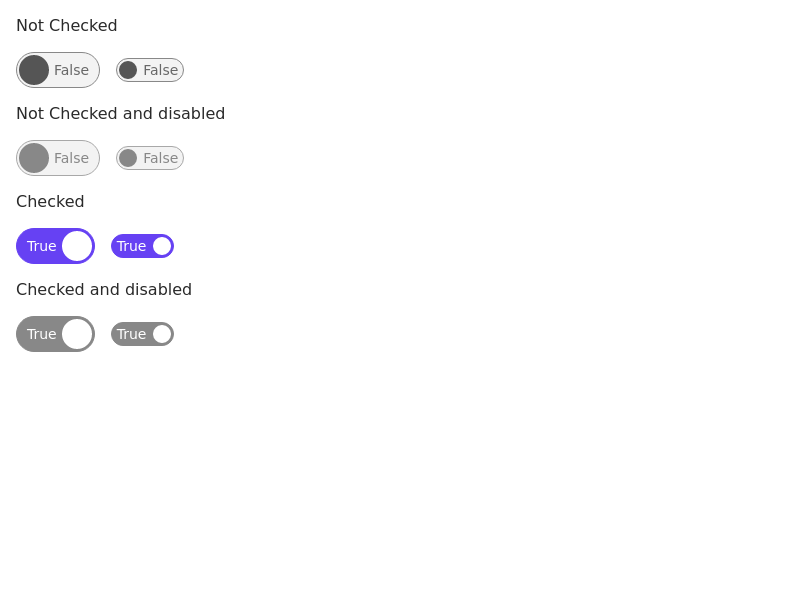 Not Checked
False False
Not Checked and disabled
False False
Checked
True True
Checked and disabled
True True